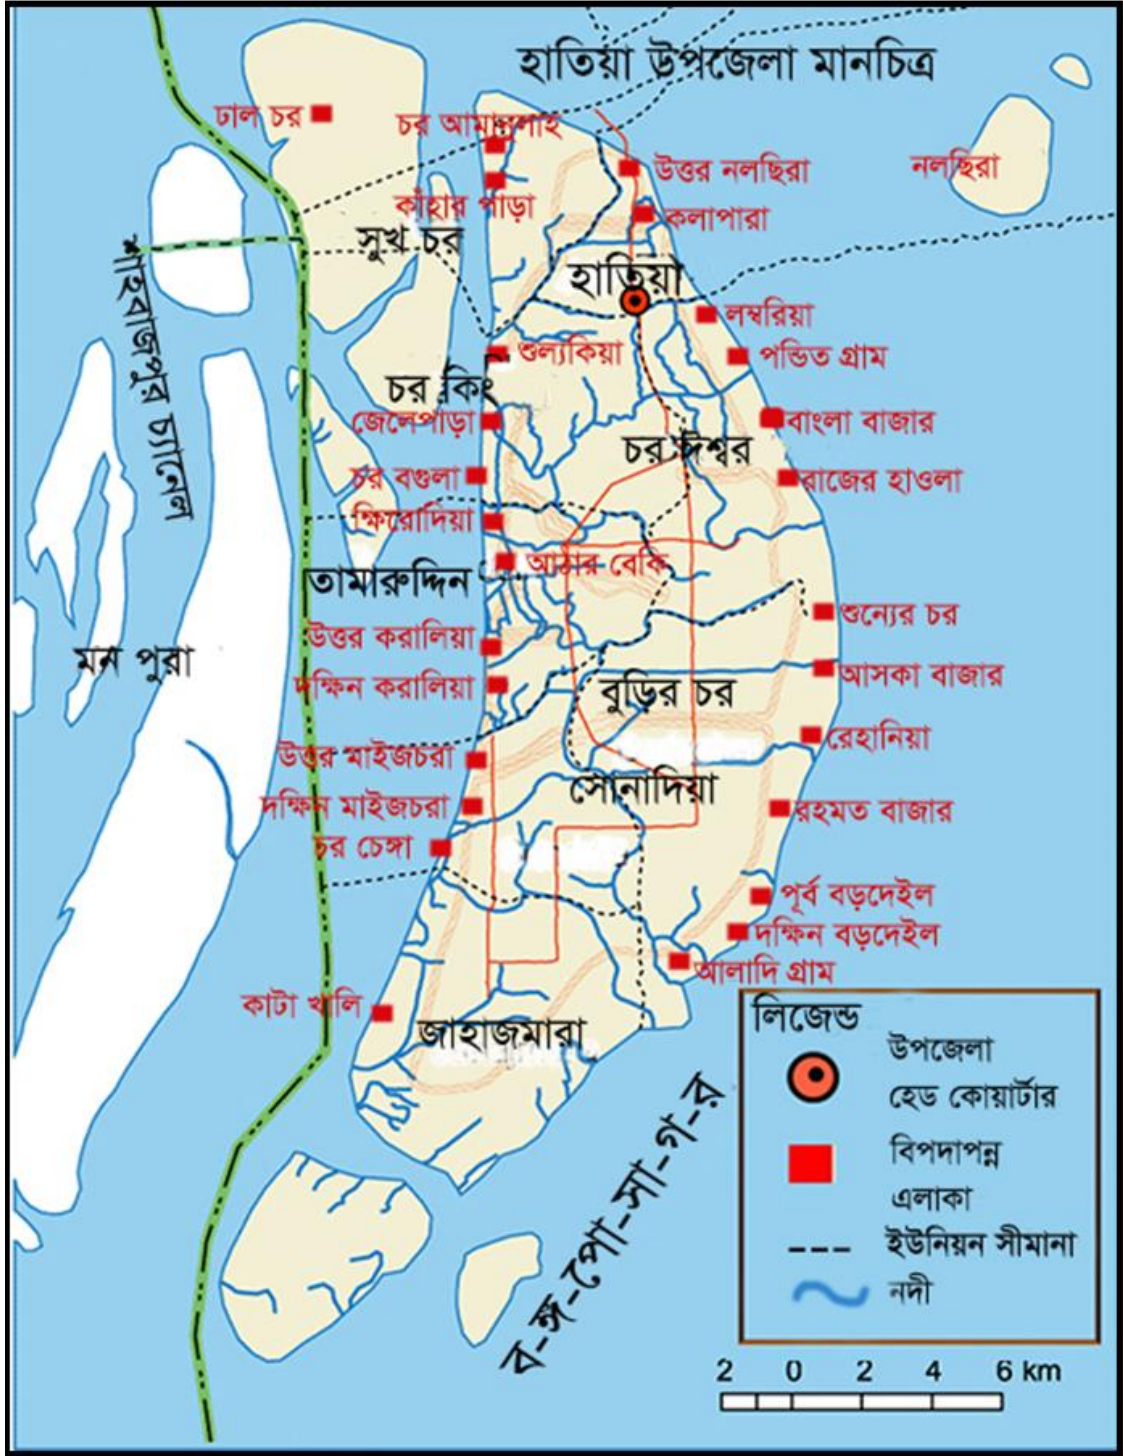 হাতিয়া উপজেলা মানচিত্র
ঢাল চর
চর আমানুলাহ
উত্তর নলছিরা
নলছিরা
কাঁহার পাড়া
কলাপারা
সুখ চর
হাতিয়া
শাহবাজপুর চ্যানেল
লম্বরিয়া
শুল্যকিয়া
পন্ডিত গ্রাম
চর কিং
জেলেপাড়া
বাংলা বাজার
চর ঈশ্বর
চর বগুলা
রাজের হাওলা
ক্ষিরোদিয়া
আঠার বেকি
তামারুদ্দিন
শুন্যের চর
উত্তর করালিয়া
মন পুরা
আসকা বাজার
দক্ষিন করালিয়া
বুড়ির চর
রেহানিয়া
উত্তর মাইজচরা
সোনাদিয়া
দক্ষিন মাইজচরা
রহমত বাজার
চর চেঙ্গা
পূর্ব বড়দেইল
দক্ষিন বড়দেইল
আলাদি গ্রাম
কাটা খালি
জাহাজমারা
ব-ঙ্গ-পো-সা-গ-র
লিজেন্ড
উপজেলা
হেড কোয়ার্টার
বিপদাপন্ন
এলাকা
ইউনিয়ন সীমানা
নদী
2 0 2 4 6 km